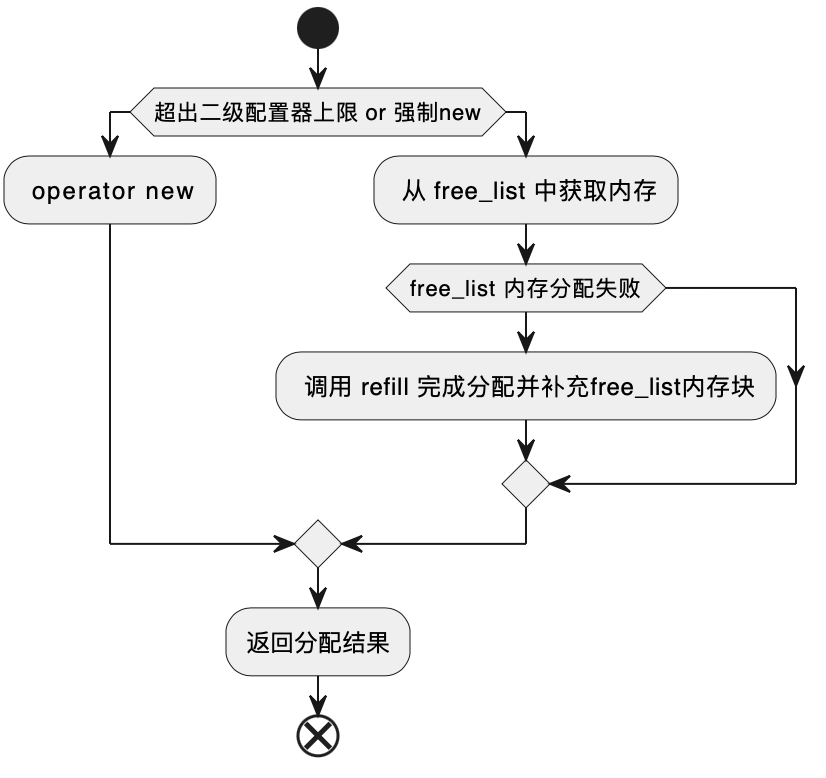 超出二级配置器上限 or 强制new
operator new
从 free_list 中获取内存
free_list 内存分配失败
调用 refill 完成分配并补充free_list内存块
返回分配结果